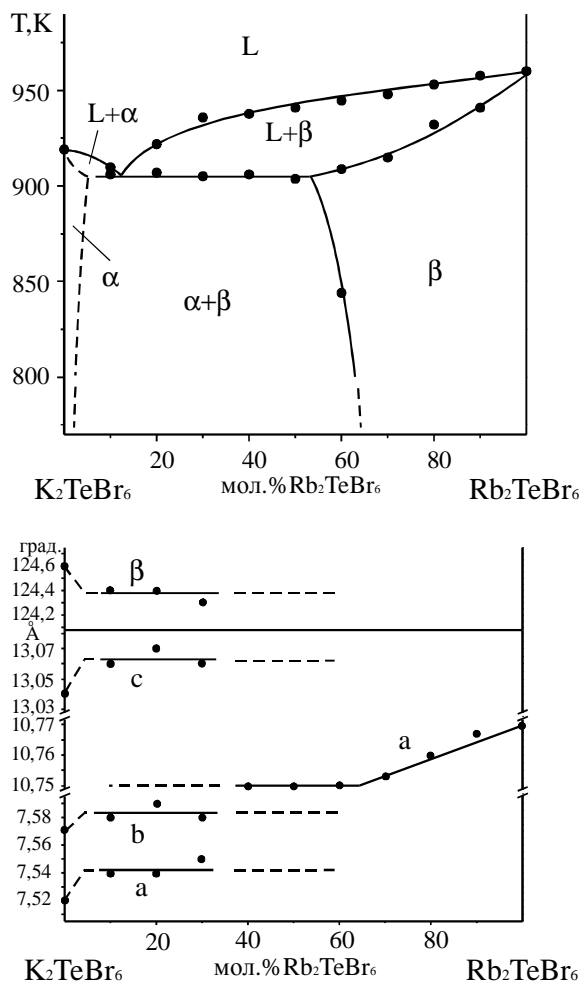 T,K
L
950
L+α
L+β
900
α
β
850
α+β
800
20 40 60 80
K₂TeBr₆ мол.%Rb₂TeBr₆ Rb₂TeBr₆
град.
124,6
β
124,4
124,2
Å
13,07
13,05
c
13,03
10,77
a
10,76
10,75
7,58
b
7,56
7,54
a
7,52
20 40 60 80
K₂TeBr₆ мол.%Rb₂TeBr₆ Rb₂TeBr₆